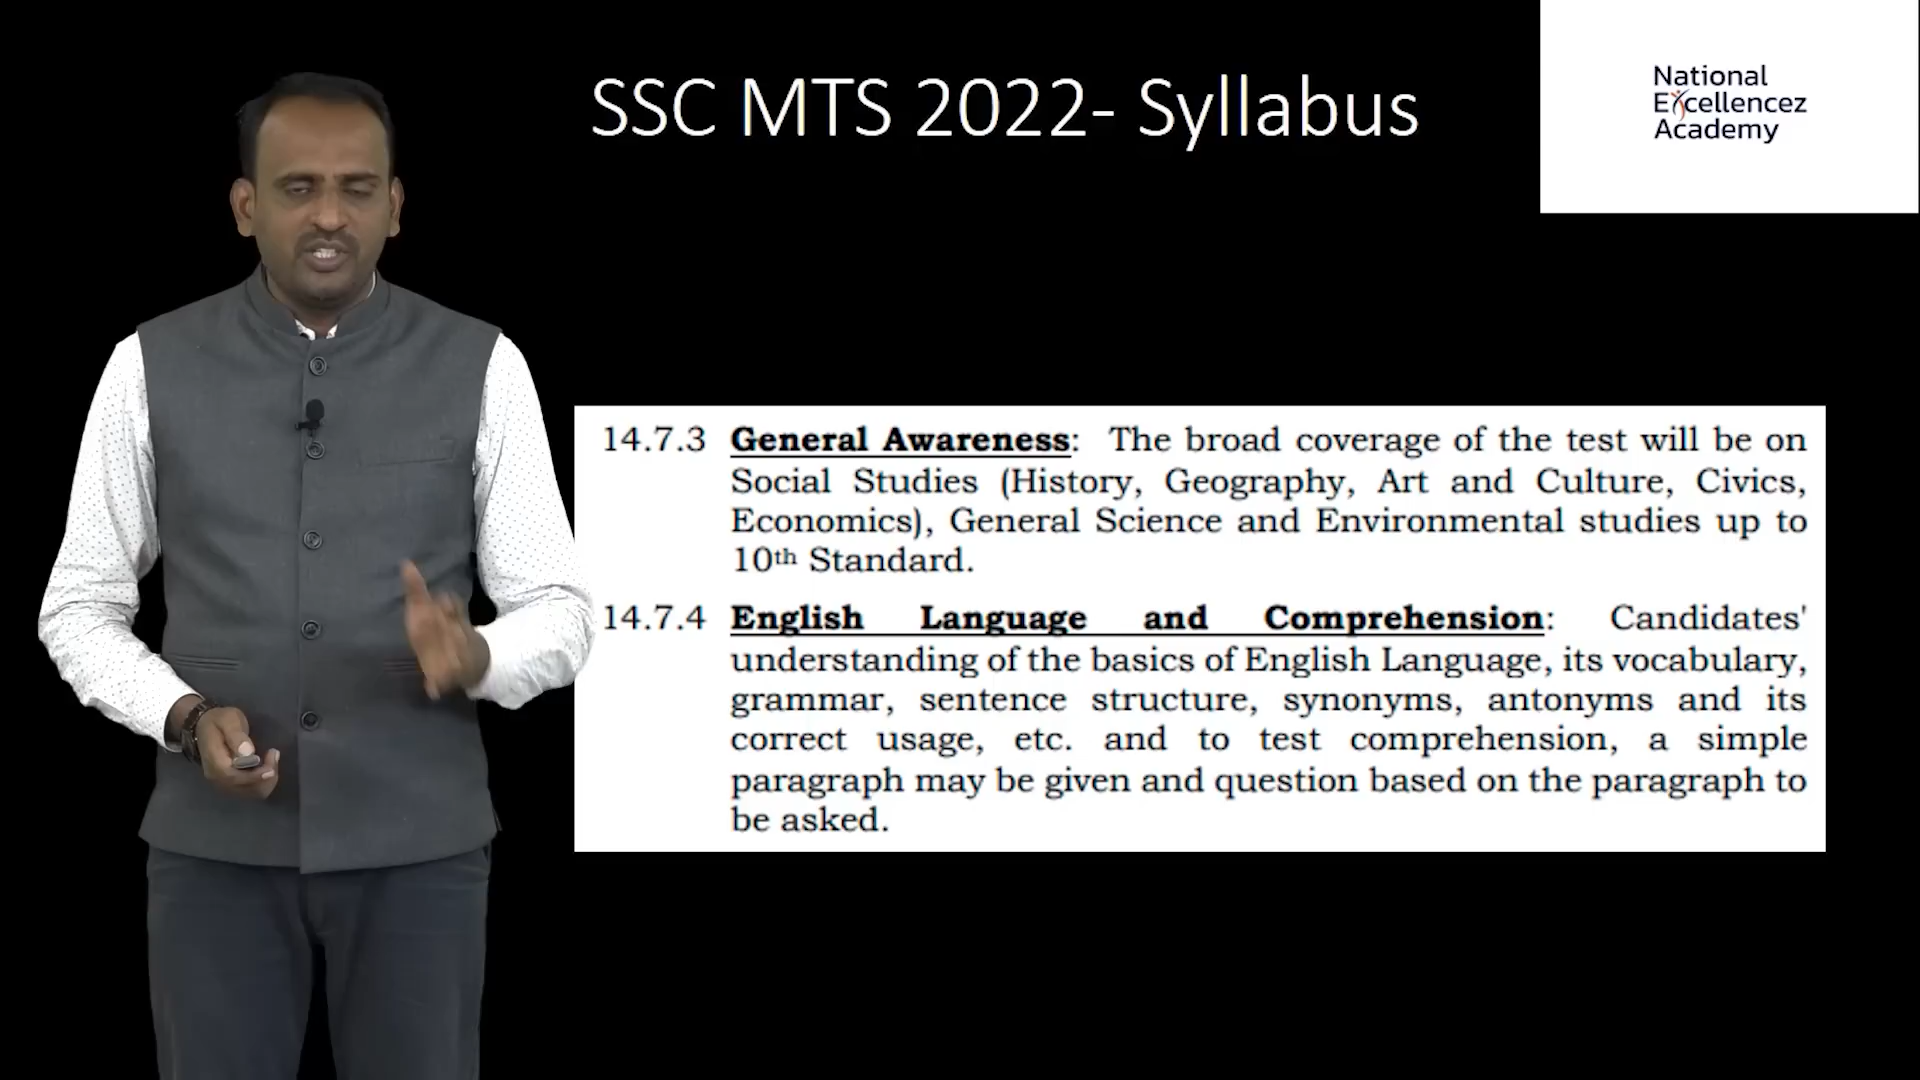 SSC MTS 2022- Syllabus
National
Excellencez
Academy
14.7.3 General Awareness: The broad coverage of the test will be on
Social Studies (History, Geography, Art and Culture, Civics,
Economics), General Science and Environmental studies up to
10th Standard.
14.7.4 English Language and Comprehension: Candidates'
understanding of the basics of English Language, its vocabulary,
grammar, sentence structure, synonyms, antonyms and its
correct usage, etc. and to test comprehension, a simple
paragraph may be given and question based on the paragraph to
be asked.